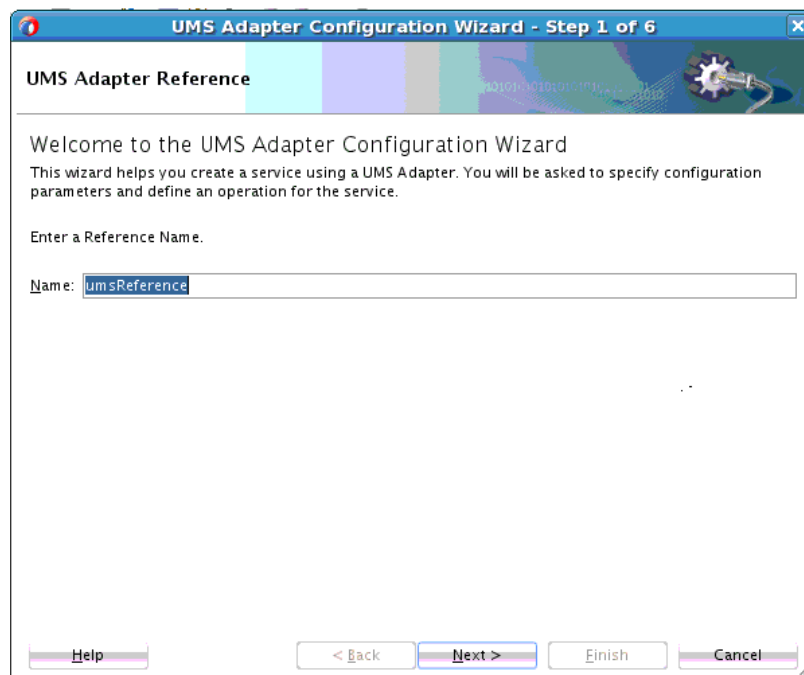 UMS Adapter Configuration Wizard - Step 1 of 6
UMS Adapter Reference
Welcome to the UMS Adapter Configuration Wizard
This wizard helps you create a service using a UMS Adapter. You will be asked to specify configuration
parameters and define an operation for the service.
Enter a Reference Name.
Name: umsReference
Help < Back Next > Finish Cancel